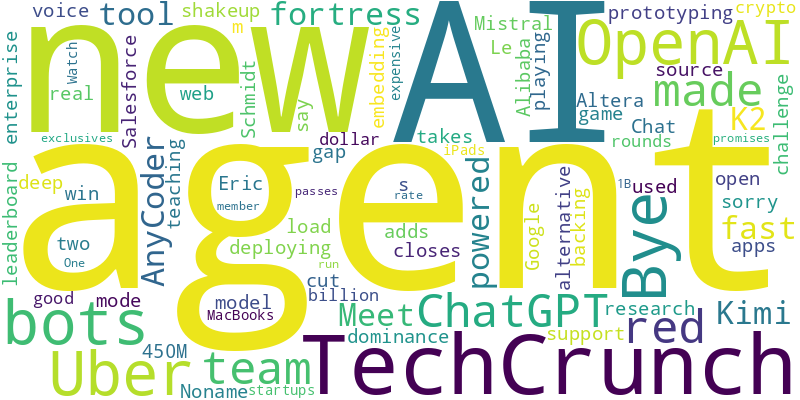 voice
tool
shakeup
fortress
m
new
AI
Mistral
Le
prototyping
crypto
OpenAI
enterprise
Watch
real
Salesforce
web
Schmidt
say
embedding
expensive
Alibaba
playing
source
made
Altera
game
K2
challenge
exclusives
dollar
takes
Chat
rounds
iPads
promises
agent
leaderboard
deep
win
AnyCoder
teaching
Eric
gap
passes
member
s
rate
powered
alternative
Google
backing
1B
used
open
sorry
Bye
fast
apps
two
One
load
deploying
adds
closes
run
cut
billion
good
mode
model
MacBooks
bots
Meet
ChatGPT
research
red
Kimi
dominance
support
450M
team
TechCrunch
Uber
Noname
startups